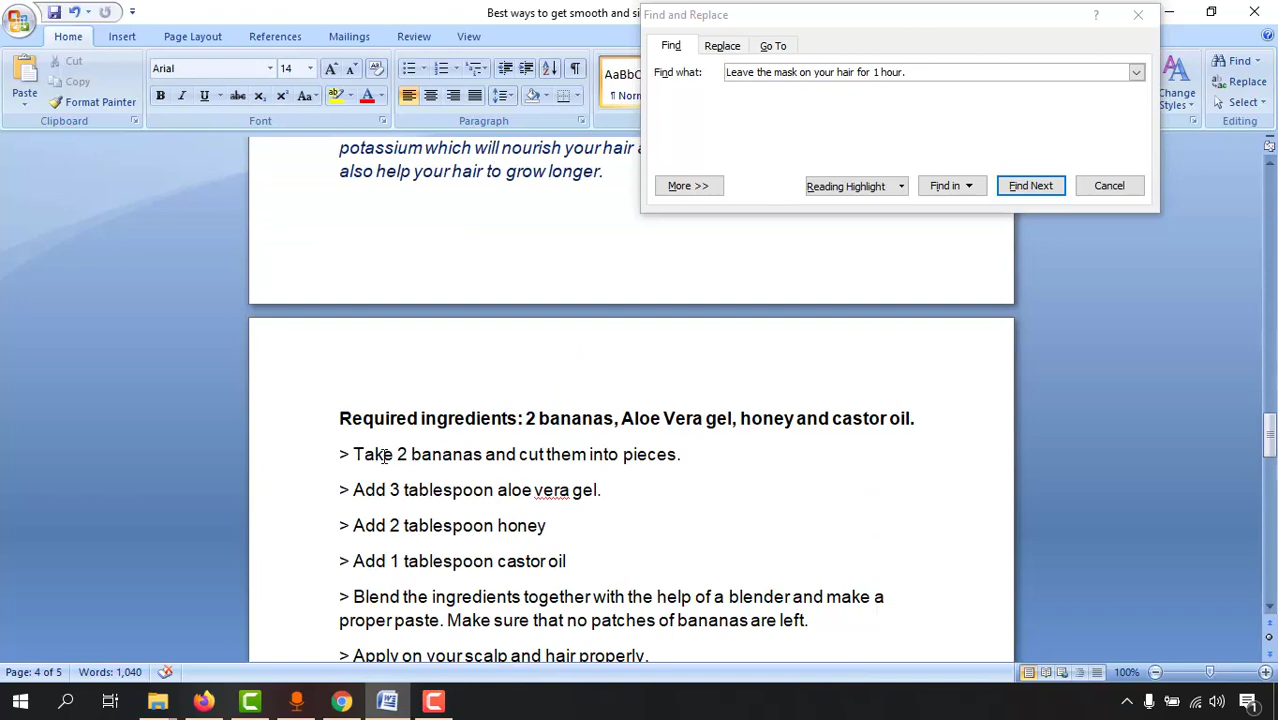 Best ways to get smooth and si
Find and Replace
Home Insert Page Layout References Mailings Review View
Find Replace Go To
Find what: Leave the mask on your hair for 1 hour.
Paste
Cut
Copy
Format Painter
Clipboard
Arial 14
Font
Paragraph
AaBbC
¶ Norn
Change
Styles
Find
Replace
Select
Editing
More >> Reading Highlight Find in Find Next Cancel
potassium which will nourish your hair a
also help your hair to grow longer.
Required ingredients: 2 bananas, Aloe Vera gel, honey and castor oil.
> Take 2 bananas and cut them into pieces.
> Add 3 tablespoon aloe vera gel.
> Add 2 tablespoon honey
> Add 1 tablespoon castor oil
> Blend the ingredients together with the help of a blender and make a
proper paste. Make sure that no patches of bananas are left.
> Apply on your scalp and hair properly.
Page: 4 of 5 Words: 1,040 100%